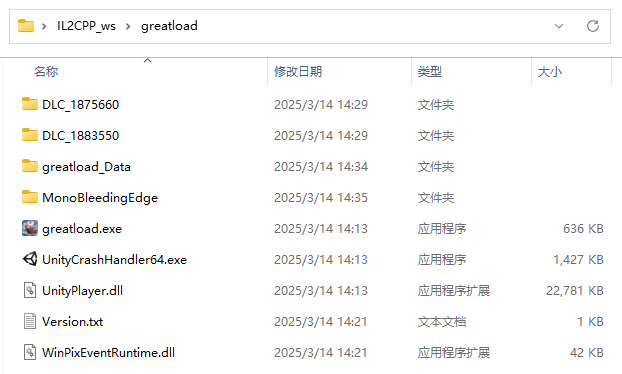 IL2CPP_ws > greatload
名称 修改日期 类型 大小
DLC_1875660 2025/3/14 14:29 文件夹
DLC_1883550 2025/3/14 14:29 文件夹
greatload_Data 2025/3/14 14:34 文件夹
MonoBleedingEdge 2025/3/14 14:35 文件夹
greatload.exe 2025/3/14 14:13 应用程序 636 KB
UnityCrashHandler64.exe 2025/3/14 14:13 应用程序 1,427 KB
UnityPlayer.dll 2025/3/14 14:13 应用程序扩展 22,781 KB
Version.txt 2025/3/14 14:21 文本文档 1 KB
WinPixEventRuntime.dll 2025/3/14 14:21 应用程序扩展 42 KB